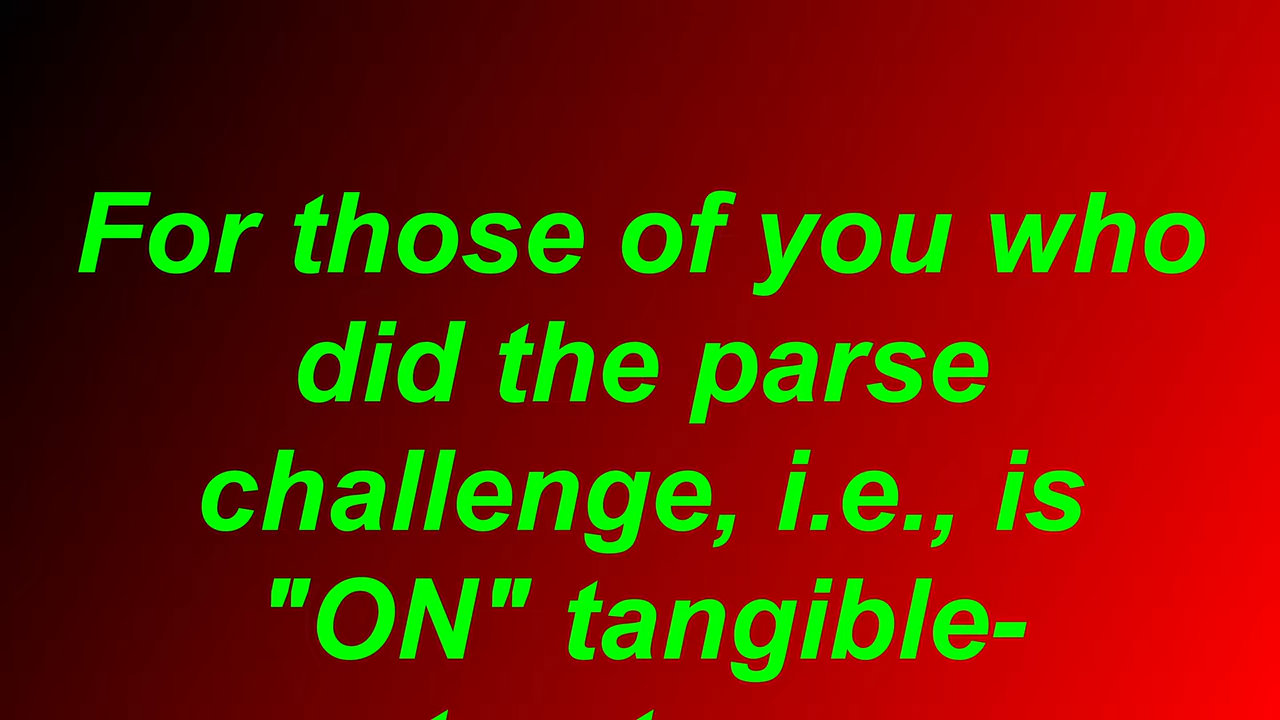 For those of you who
did the parse
challenge, i.e., is
"ON" tangible-